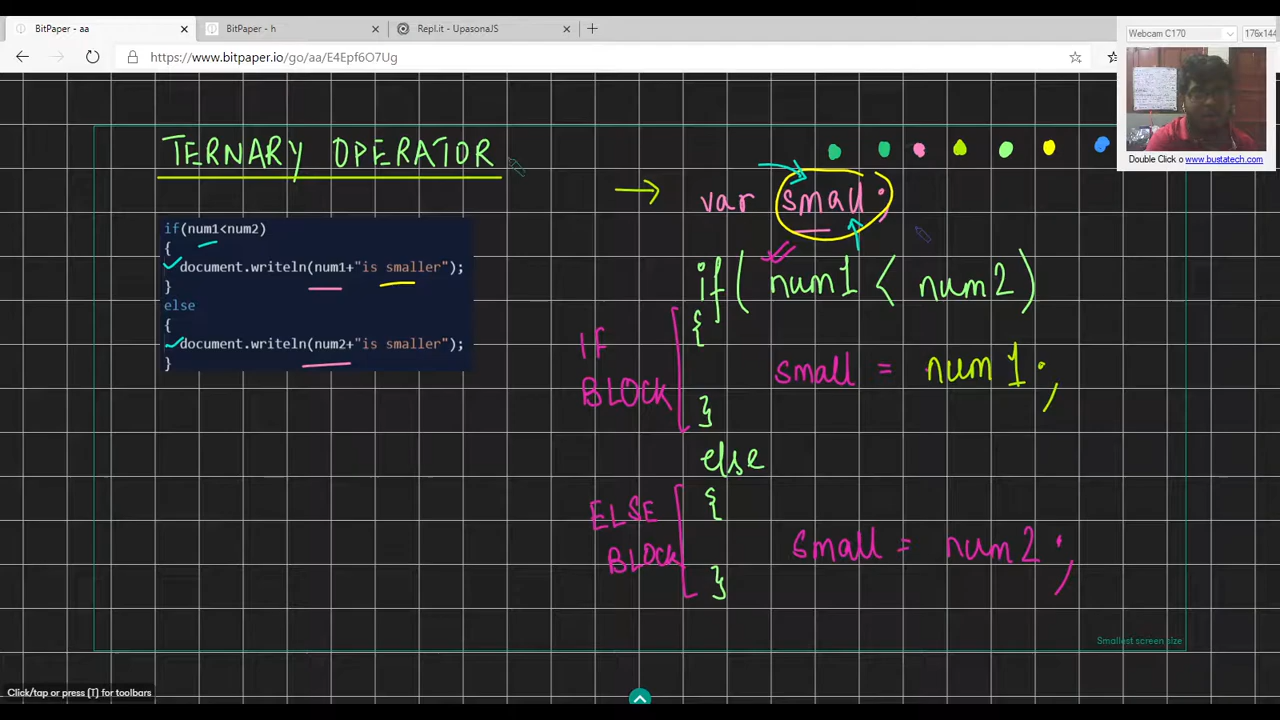 BitPaper - aa
BitPaper - h
Repl.it - UpasonaJS
https://www.bitpaper.io/go/aa/E4Epf6O7Ug
Webcam C170
176x144
Double Click o www.bustatech.com
TERNARY OPERATOR
if(num1<num2)
{
document.writeln(num1+"is smaller");
}
else
{
document.writeln(num2+"is smaller");
}
var small;
if( num1 < num2 )
{
IF
BLOCK
small = num1;
}
else
{
ELSE
BLOCK
small = num2;
}
Smallest screen size
Click/tap or press [T] for toolbars